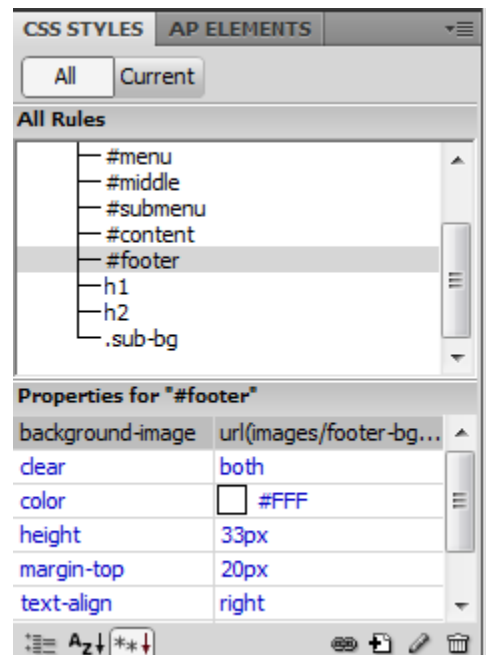 CSS STYLES AP ELEMENTS
All Current
All Rules
#menu
#middle
#submenu
#content
#footer
h1
h2
.sub-bg
Properties for "#footer"
background-image url(images/footer-bg...
clear both
color #FFF
height 33px
margin-top 20px
text-align right
Az **